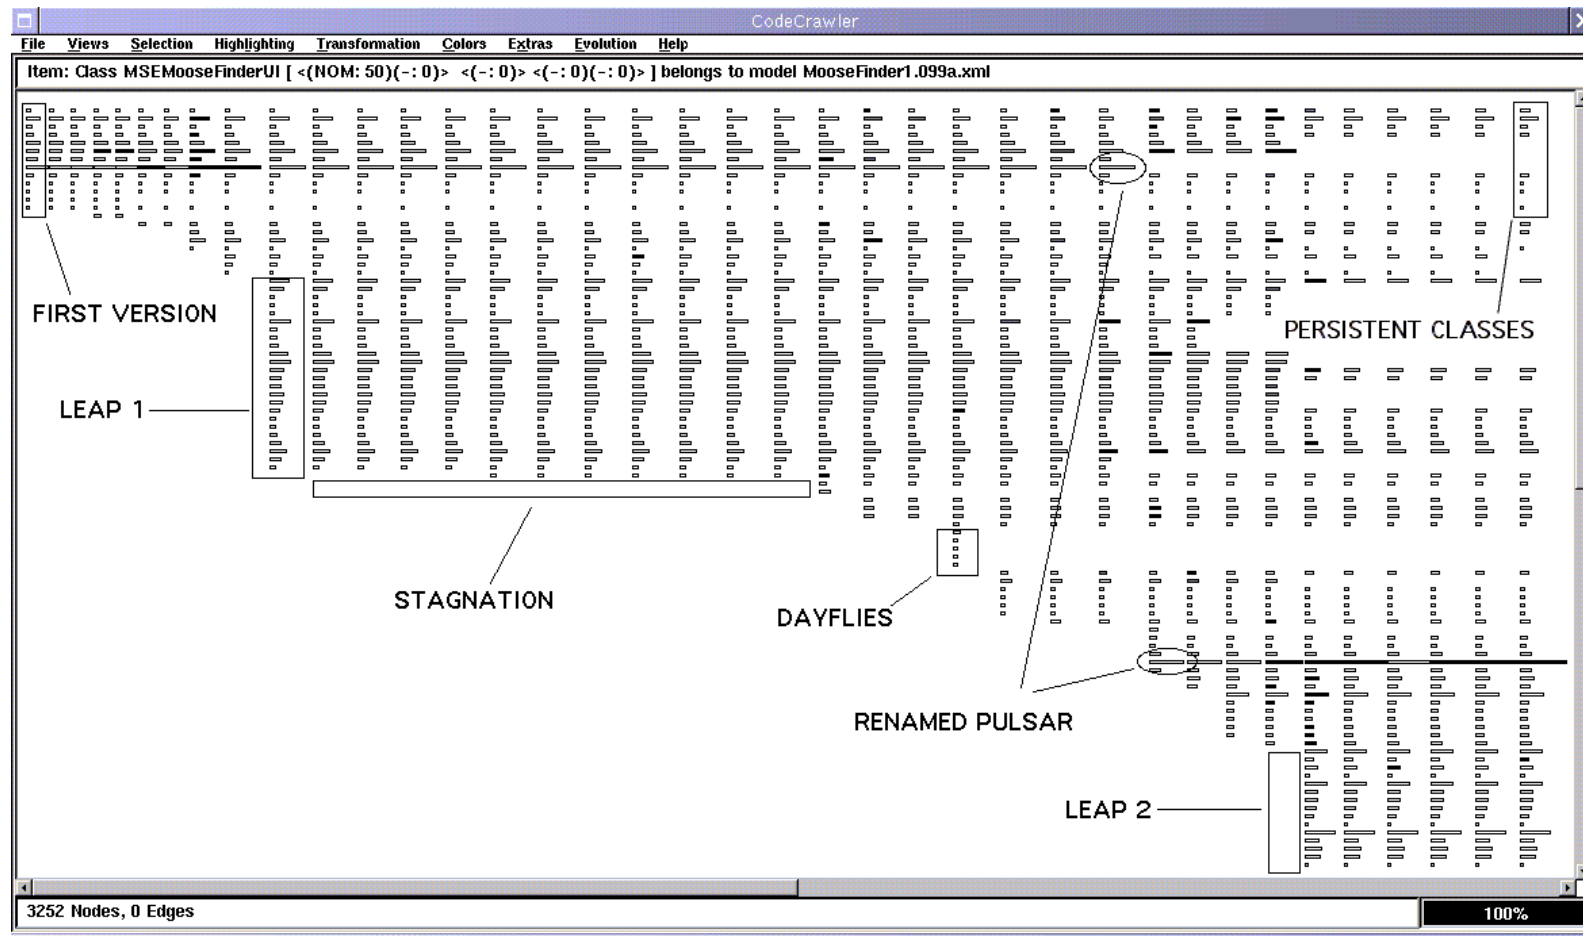 CodeCrawler
File Views Selection Highlighting Transformation Colors Extras Evolution Help
Item: Class MSEMooseFinderUI [ <(NOM: 50)(-: 0)> <(-: 0)> <(-: 0)(-: 0)> ] belongs to model MooseFinder1.099a.xml
FIRST VERSION
PERSISTENT CLASSES
LEAP 1
STAGNATION
DAYFLIES
RENAMED PULSAR
LEAP 2
3252 Nodes, 0 Edges
100%